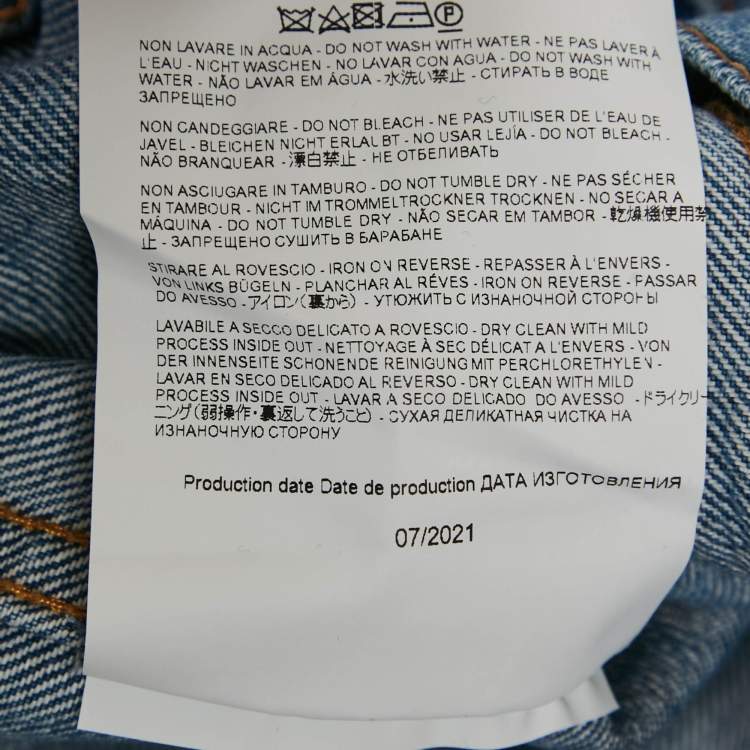 NON LAVARE IN ACQUA - DO NOT WASH WITH WATER - NE PAS LAVER À
L'EAU - NICHT WASCHEN - NO LAVAR CON AGUA - DO NOT WASH WITH
WATER - NÃO LAVAR EM ÁGUA - 水洗い禁止 - СТИРАТЬ В ВОДЕ
ЗАПРЕЩЕНО
NON CANDEGGIARE - DO NOT BLEACH - NE PAS UTILISER DE L'EAU DE
JAVEL - BLEICHEN NICHT ERLAUBT - NO USAR LEJÍA - DO NOT BLEACH -
NÃO BRANQUEAR - 漂白禁止 - НЕ ОТБЕЛИВАТЬ
NON ASCIUGARE IN TAMBURO - DO NOT TUMBLE DRY - NE PAS SÉCHER
EN TAMBOUR - NICHT IM TROMMELTROCKNER TROCKNEN - NO SECAR A
MÁQUINA - DO NOT TUMBLE DRY - NÃO SECAR EM TAMBOR - 乾燥機使用禁
止 - ЗАПРЕЩЕНО СУШИТЬ В БАРАБАНЕ
STIRARE AL ROVESCIO - IRON ON REVERSE - REPASSER À L'ENVERS -
VON LINKS BÜGELN - PLANCHAR AL RÉVES - IRON ON REVERSE - PASSAR
DO AVESSO - アイロン(裏から) - УТЮЖИТЬ С ИЗНАНОЧНОЙ СТОРОНЫ
LAVABILE A SECCO DELICATO A ROVESCIO - DRY CLEAN WITH MILD
PROCESS INSIDE OUT - NETTOYAGE À SEC DÉLICAT A L'ENVERS - VON
DER INNENSEITE SCHONENDE REINIGUNG MIT PERCHLORETHYLEN -
LAVAR EN SECO DELICADO AL REVERSO - DRY CLEAN WITH MILD
PROCESS INSIDE OUT - LAVAR A SECO DELICADO DO AVESSO - ドライクリー
ニング(弱操作・裏返して洗うこと) - СУХАЯ ДЕЛИКАТНАЯ ЧИСТКА НА
ИЗНАНОЧНУЮ СТОРОНУ
Production date Date de production ДАТА ИЗГОТОВЛЕНИЯ
07/2021